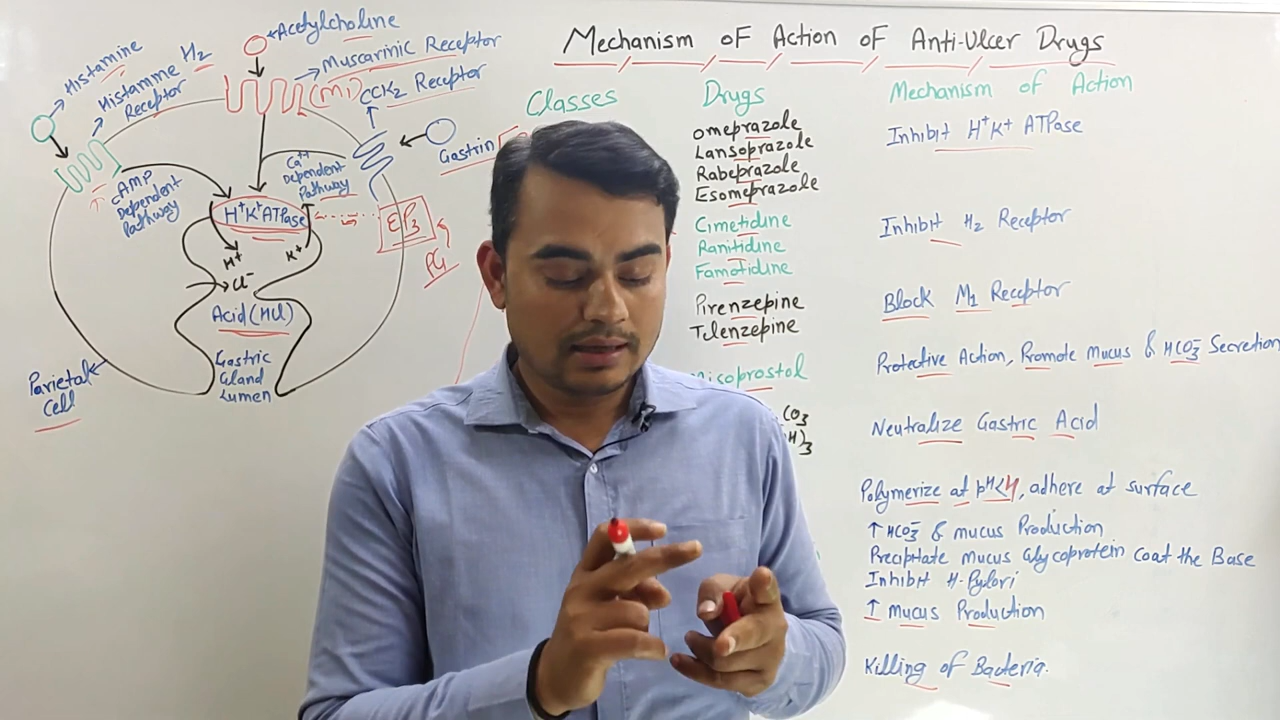 Mechanism of Action of Anti-Ulcer Drugs
Acetylcholine
Histamine
Histamine H2
Receptor
Muscarinic Receptor
(M1)
CCK2 Receptor
Gastrin
cAMP
Dependent
Pathway
Ca++
Dependent
Pathway
H+K+ATPase
EP3
PG
H+
K+
Cl-
Acid (HCl)
Gastric
Gland
Lumen
Parietal
Cell
Classes
Drugs
Omeprazole
Lansoprazole
Rabeprazole
Esomeprazole
Cimetidine
Ranitidine
Famotidine
Pirenzepine
Telenzepine
Misoprostol
CO3
H)3
Mechanism of Action
Inhibit H+K+ ATPase
Inhibit H2 Receptor
Block M1 Receptor
Protective Action, Promote Mucus & HCO3- Secretion
Neutralize Gastric Acid
Polymerize at pH<4, adhere at surface
↑ HCO3- & mucus Production
Precipitate mucus Glycoprotein Coat the Base
Inhibit H-Pylori
↑ mucus Production
Killing of Bacteria.